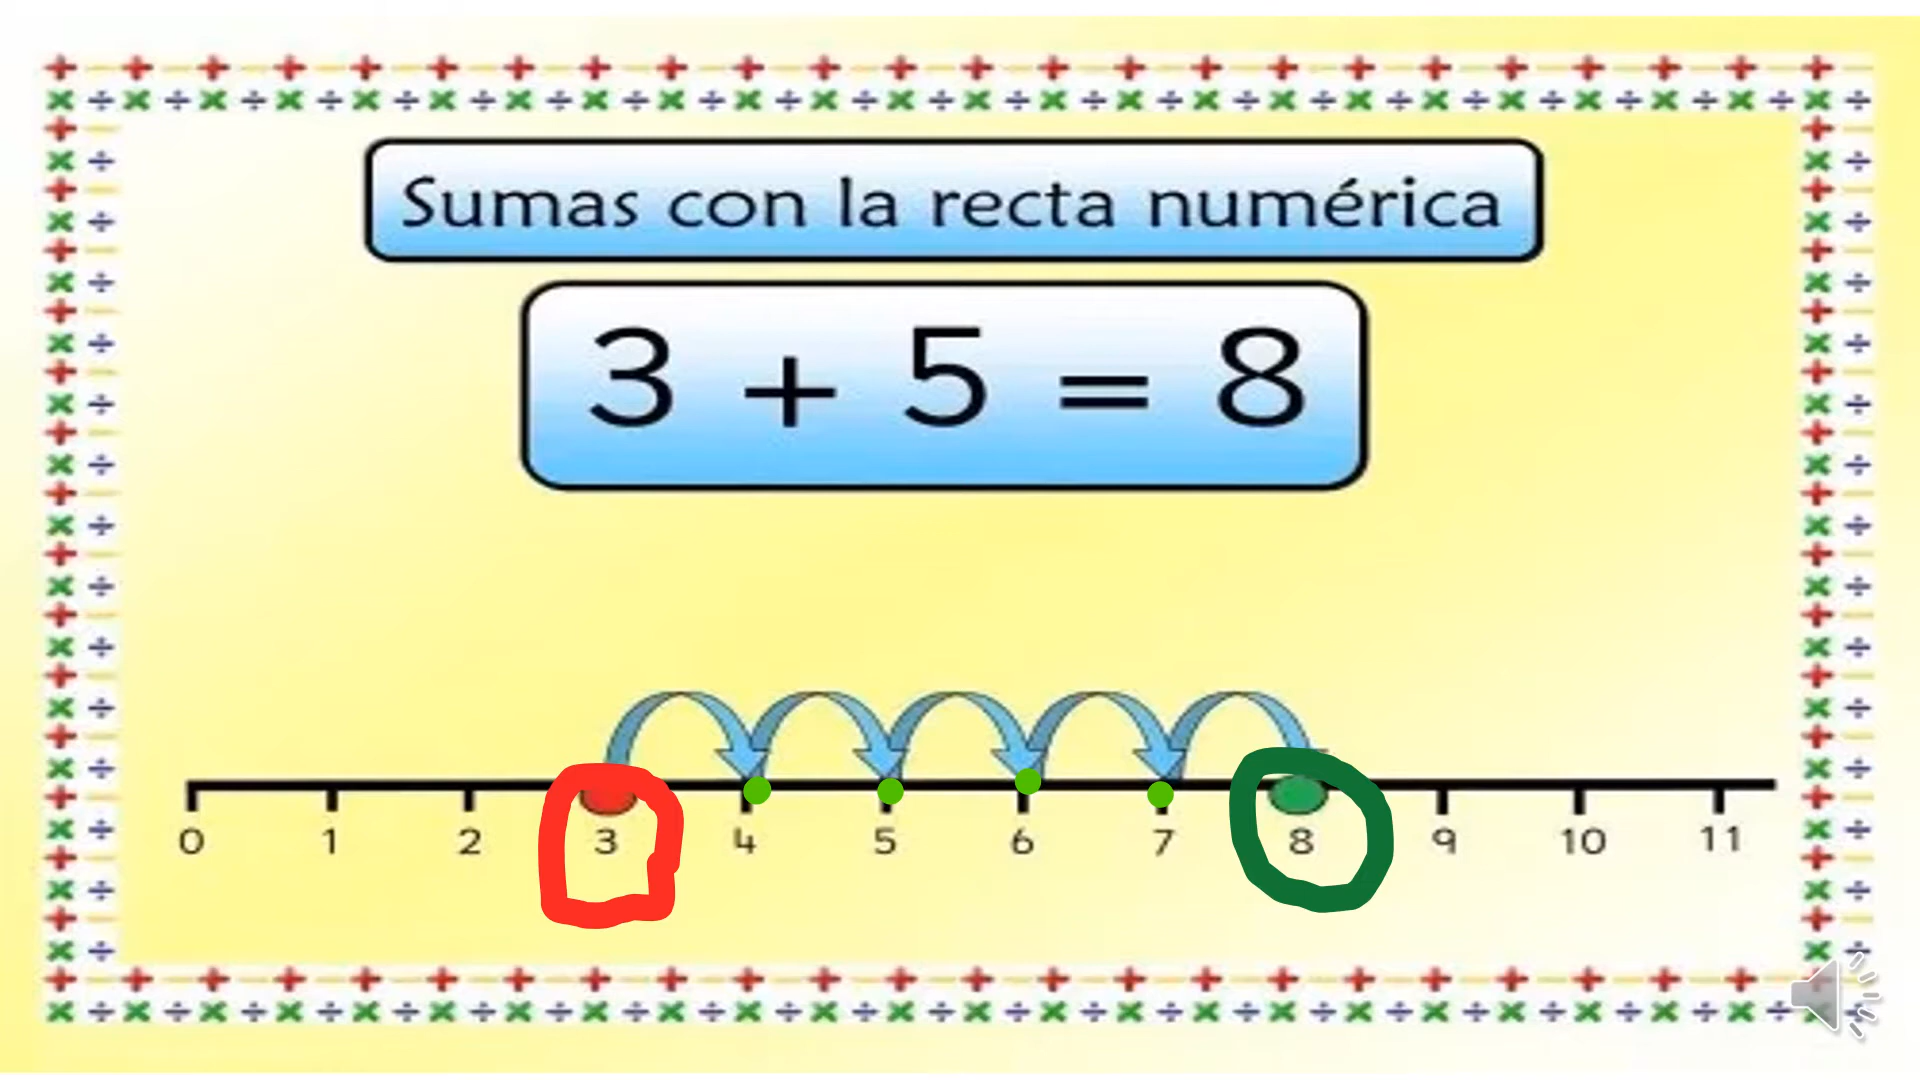 Sumas con la recta numérica
3 + 5 = 8
0 1 2 3 4 5 6 7 8 9 10 11